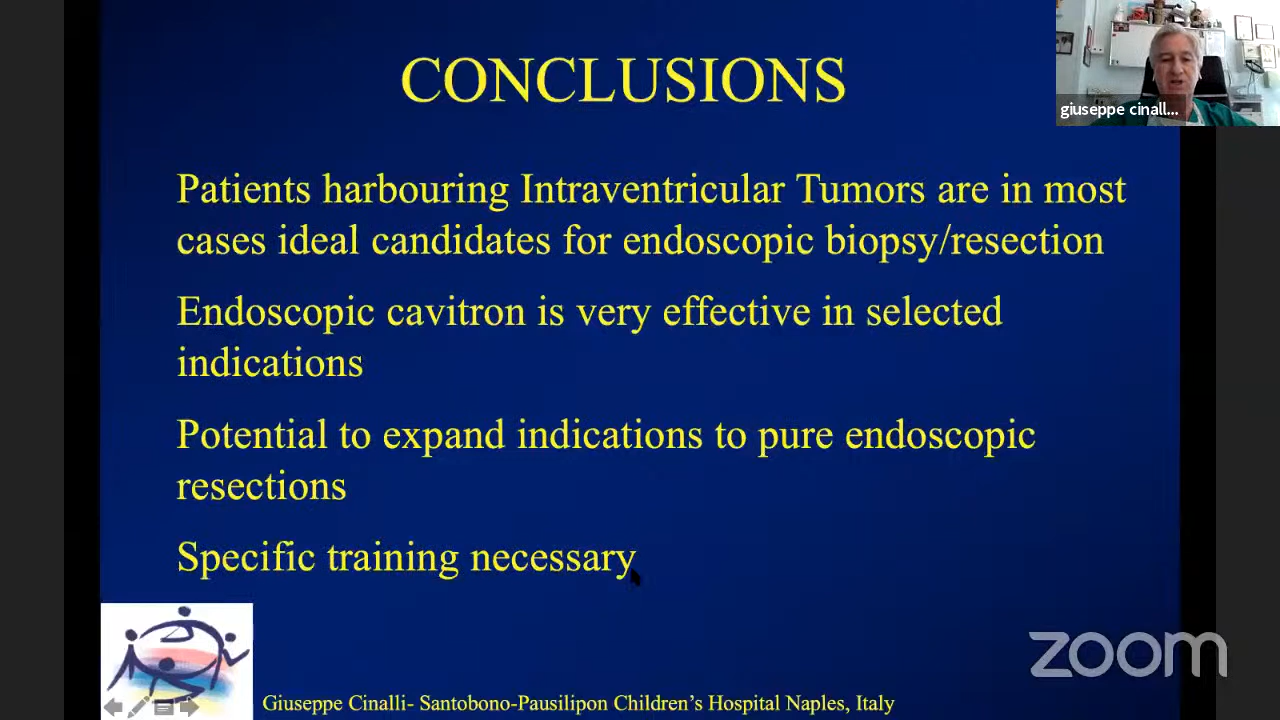 CONCLUSIONS
giuseppe cinall...
Patients harbouring Intraventricular Tumors are in most
cases ideal candidates for endoscopic biopsy/resection
Endoscopic cavitron is very effective in selected
indications
Potential to expand indications to pure endoscopic
resections
Specific training necessary
zoom
Giuseppe Cinalli- Santobono-Pausilipon Children's Hospital Naples, Italy